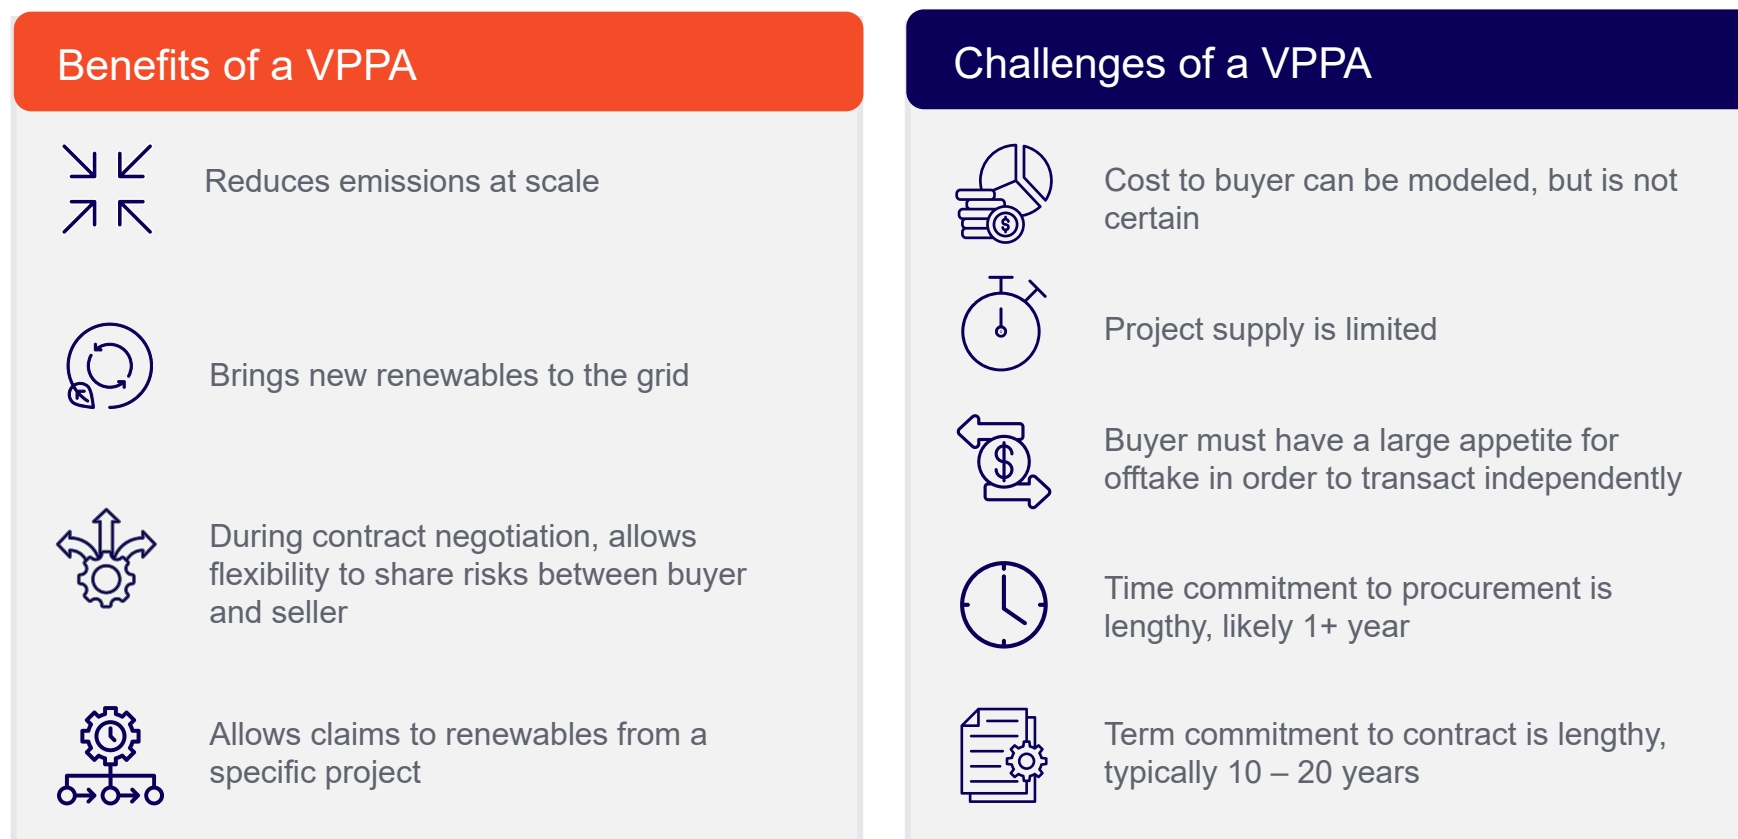 Benefits of a VPPA
Reduces emissions at scale
Brings new renewables to the grid
During contract negotiation, allows
flexibility to share risks between buyer
and seller
Allows claims to renewables from a
specific project
Challenges of a VPPA
Cost to buyer can be modeled, but is not
certain
$
Project supply is limited
$
Buyer must have a large appetite for
offtake in order to transact independently
Time commitment to procurement is
lengthy, likely 1+ year
Term commitment to contract is lengthy,
typically 10 – 20 years